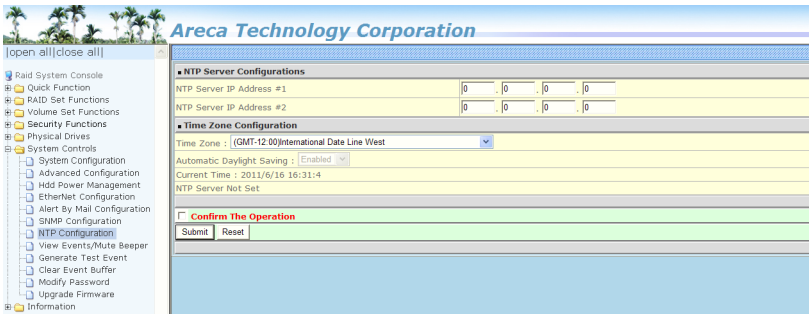 Areca Technology Corporation
|open all|close all|
Raid System Console
Quick Function
RAID Set Functions
Volume Set Functions
Security Functions
Physical Drives
System Controls
System Configuration
Advanced Configuration
Hdd Power Management
EtherNet Configuration
Alert By Mail Configuration
SNMP Configuration
NTP Configuration
View Events/Mute Beeper
Generate Test Event
Clear Event Buffer
Modify Password
Upgrade Firmware
Information
NTP Server Configurations
NTP Server IP Address #1 0 . 0 . 0 . 0
NTP Server IP Address #2 0 . 0 . 0 . 0
Time Zone Configuration
Time Zone : (GMT-12:00)International Date Line West
Automatic Daylight Saving : Enabled
Current Time : 2011/6/16 16:31:4
NTP Server Not Set
Confirm The Operation
Submit Reset